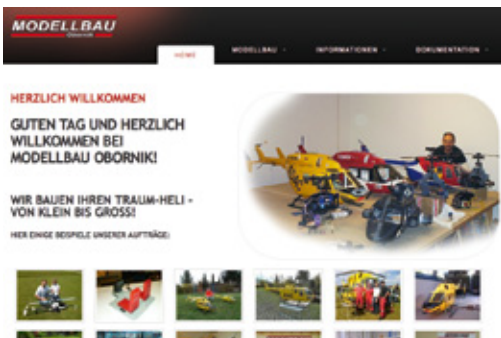 MODELLBAU
Obornik
HOME
MODELLBAU
INFORMATIONEN
DOKUMENTATION
HERZLICH WILLKOMMEN
GUTEN TAG UND HERZLICH
WILLKOMMEN BEI
MODELLBAU OBORNIK!
WIR BAUEN IHREN TRAUM-HELI -
VON KLEIN BIS GROSS!
HIER EINIGE BEISPIELE UNSERER AUFTRÄGE: